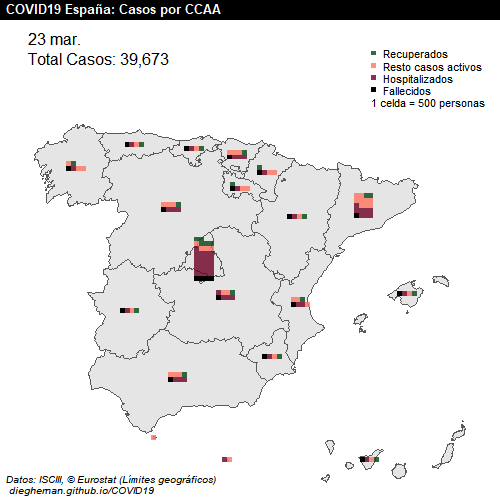 COVID19 España: Casos por CCAA
23 mar.
Total Casos: 39,673
Recuperados
Resto casos activos
Hospitalizados
Fallecidos
1 celda = 500 personas
Datos: ISCIII, © Eurostat (Límites geográficos)
diegheman.github.io/COVID19